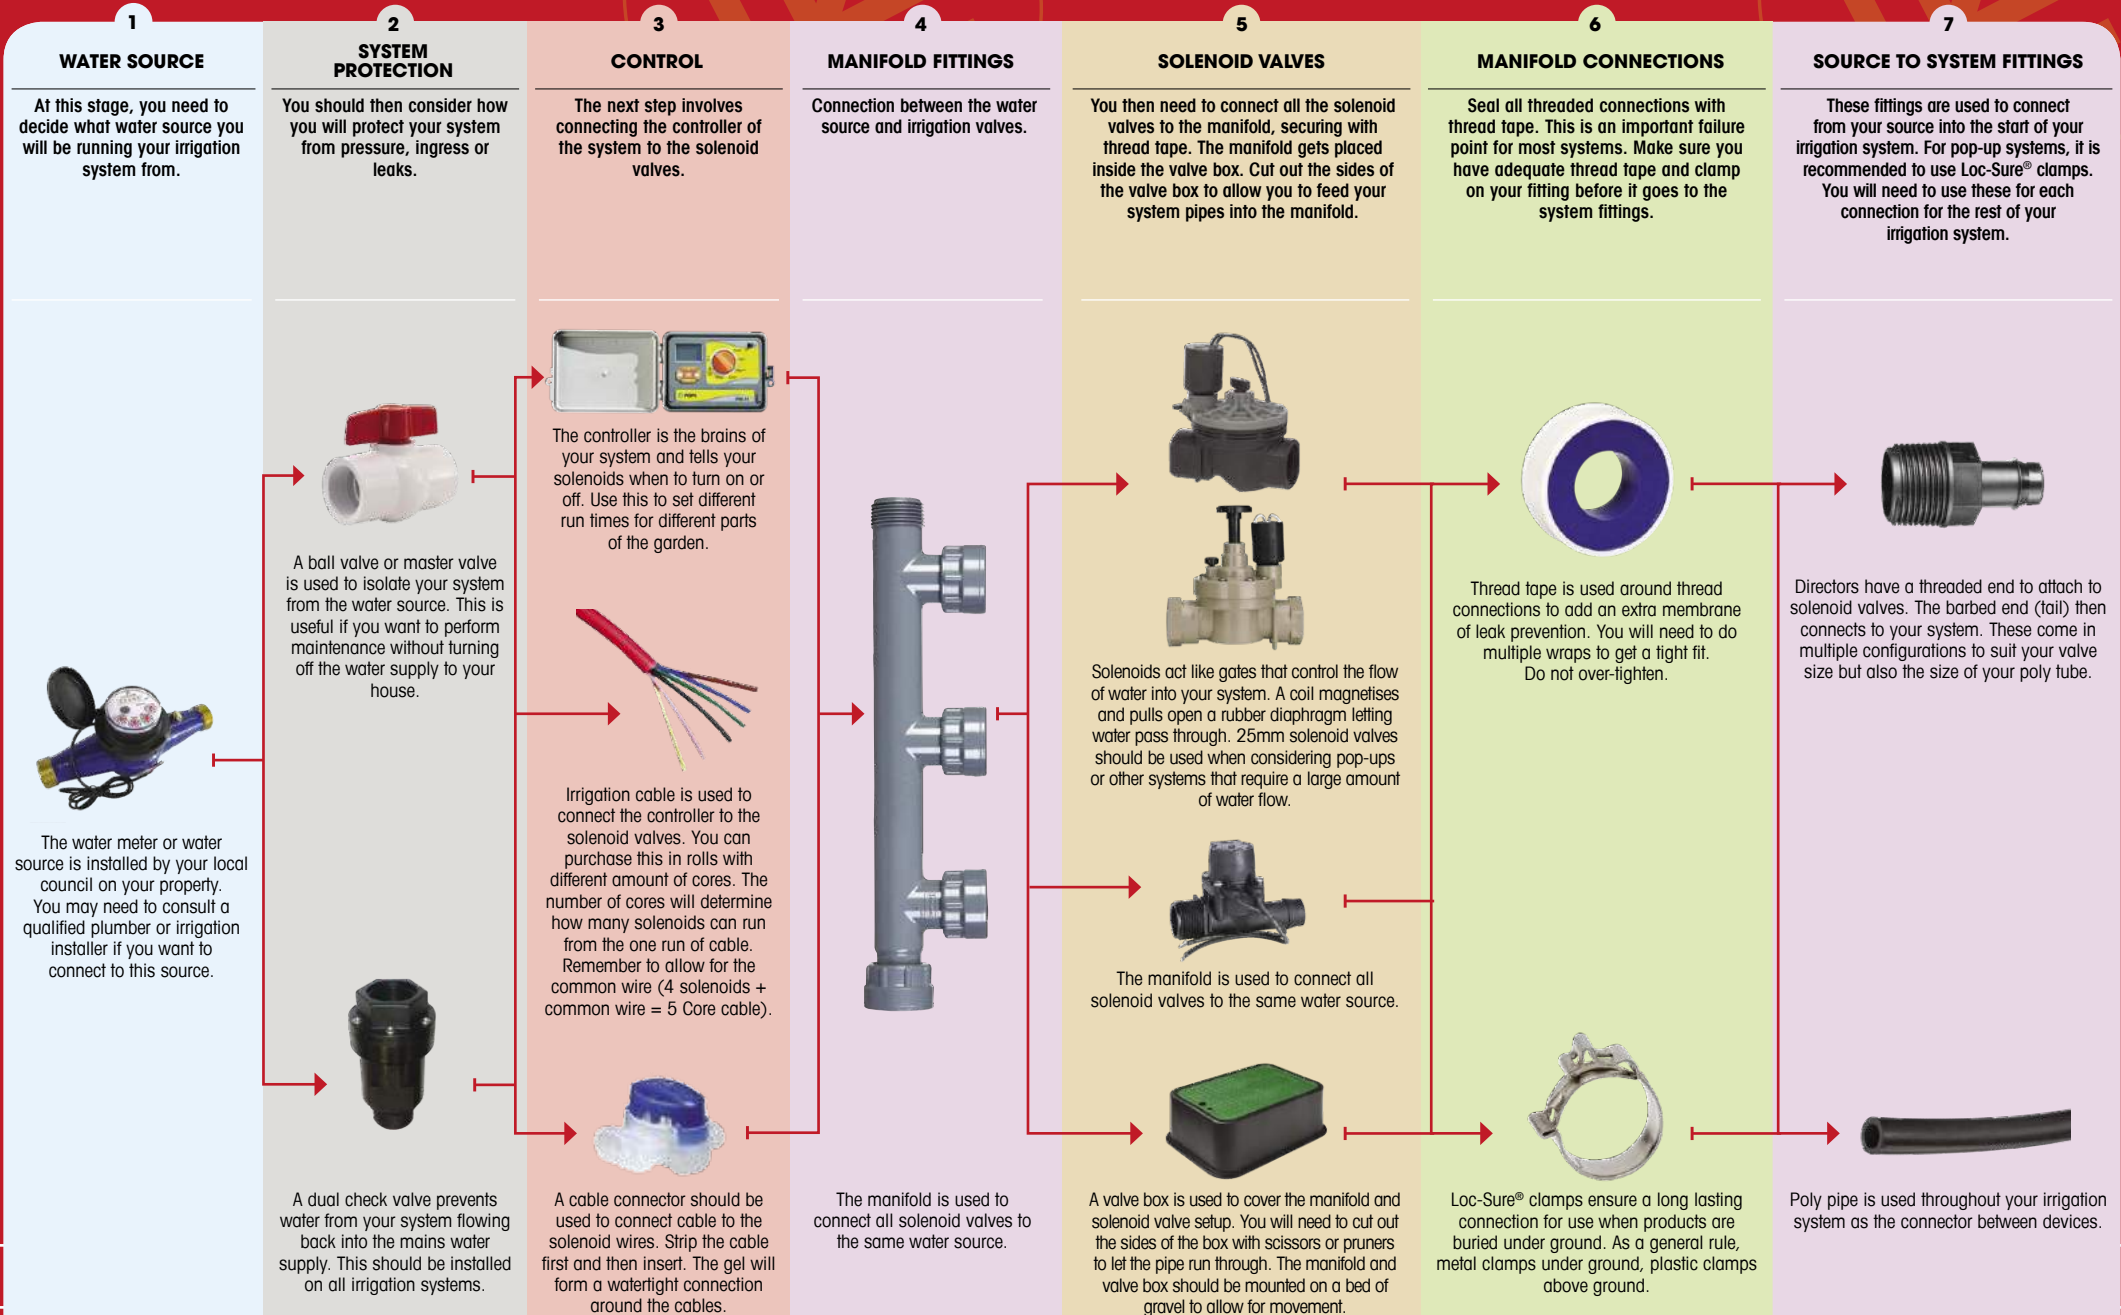 1
WATER SOURCE
At this stage, you need to
decide what water source you
will be running your irrigation
system from.
The water meter or water
source is installed by your local
council on your property.
You may need to consult a
qualified plumber or irrigation
installer if you want to
connect to this source.
2
SYSTEM
PROTECTION
You should then consider how
you will protect your system
from pressure, ingress or
leaks.
A ball valve or master valve
is used to isolate your system
from the water source. This is
useful if you want to perform
maintenance without turning
off the water supply to your
house.
A dual check valve prevents
water from your system flowing
back into the mains water
supply. This should be installed
on all irrigation systems.
3
CONTROL
The next step involves
connecting the controller of
the system to the solenoid
valves.
The controller is the brains of
your system and tells your
solenoids when to turn on or
off. Use this to set different
run times for different parts
of the garden.
Irrigation cable is used to
connect the controller to the
solenoid valves. You can
purchase this in rolls with
different amount of cores. The
number of cores will determine
how many solenoids can run
from the one run of cable.
Remember to allow for the
common wire (4 solenoids +
common wire = 5 Core cable).
A cable connector should be
used to connect cable to the
solenoid wires. Strip the cable
first and then insert. The gel will
form a watertight connection
around the cables.
4
MANIFOLD FITTINGS
Connection between the water
source and irrigation valves.
The manifold is used to
connect all solenoid valves to
the same water source.
5
SOLENOID VALVES
You then need to connect all the solenoid
valves to the manifold, securing with
thread tape. The manifold gets placed
inside the valve box. Cut out the sides of
the valve box to allow you to feed your
system pipes into the manifold.
Solenoids act like gates that control the flow
of water into your system. A coil magnetises
and pulls open a rubber diaphragm letting
water pass through. 25mm solenoid valves
should be used when considering pop-ups
or other systems that require a large amount
of water flow.
The manifold is used to connect all
solenoid valves to the same water source.
A valve box is used to cover the manifold and
solenoid valve setup. You will need to cut out
the sides of the box with scissors or pruners
to let the pipe run through. The manifold and
valve box should be mounted on a bed of
gravel to allow for movement.
6
MANIFOLD CONNECTIONS
Seal all threaded connections with
thread tape. This is an important failure
point for most systems. Make sure you
have adequate thread tape and clamp
on your fitting before it goes to the
system fittings.
Thread tape is used around thread
connections to add an extra membrane
of leak prevention. You will need to do
multiple wraps to get a tight fit.
Do not over-tighten.
Loc-Sure® clamps ensure a long lasting
connection for use when products are
buried under ground. As a general rule,
metal clamps under ground, plastic clamps
above ground.
7
SOURCE TO SYSTEM FITTINGS
These fittings are used to connect
from your source into the start of your
irrigation system. For pop-up systems, it is
recommended to use Loc-Sure® clamps.
You will need to use these for each
connection for the rest of your
irrigation system.
Directors have a threaded end to attach to
solenoid valves. The barbed end (tail) then
connects to your system. These come in
multiple configurations to suit your valve
size but also the size of your poly tube.
Poly pipe is used throughout your irrigation
system as the connector between devices.